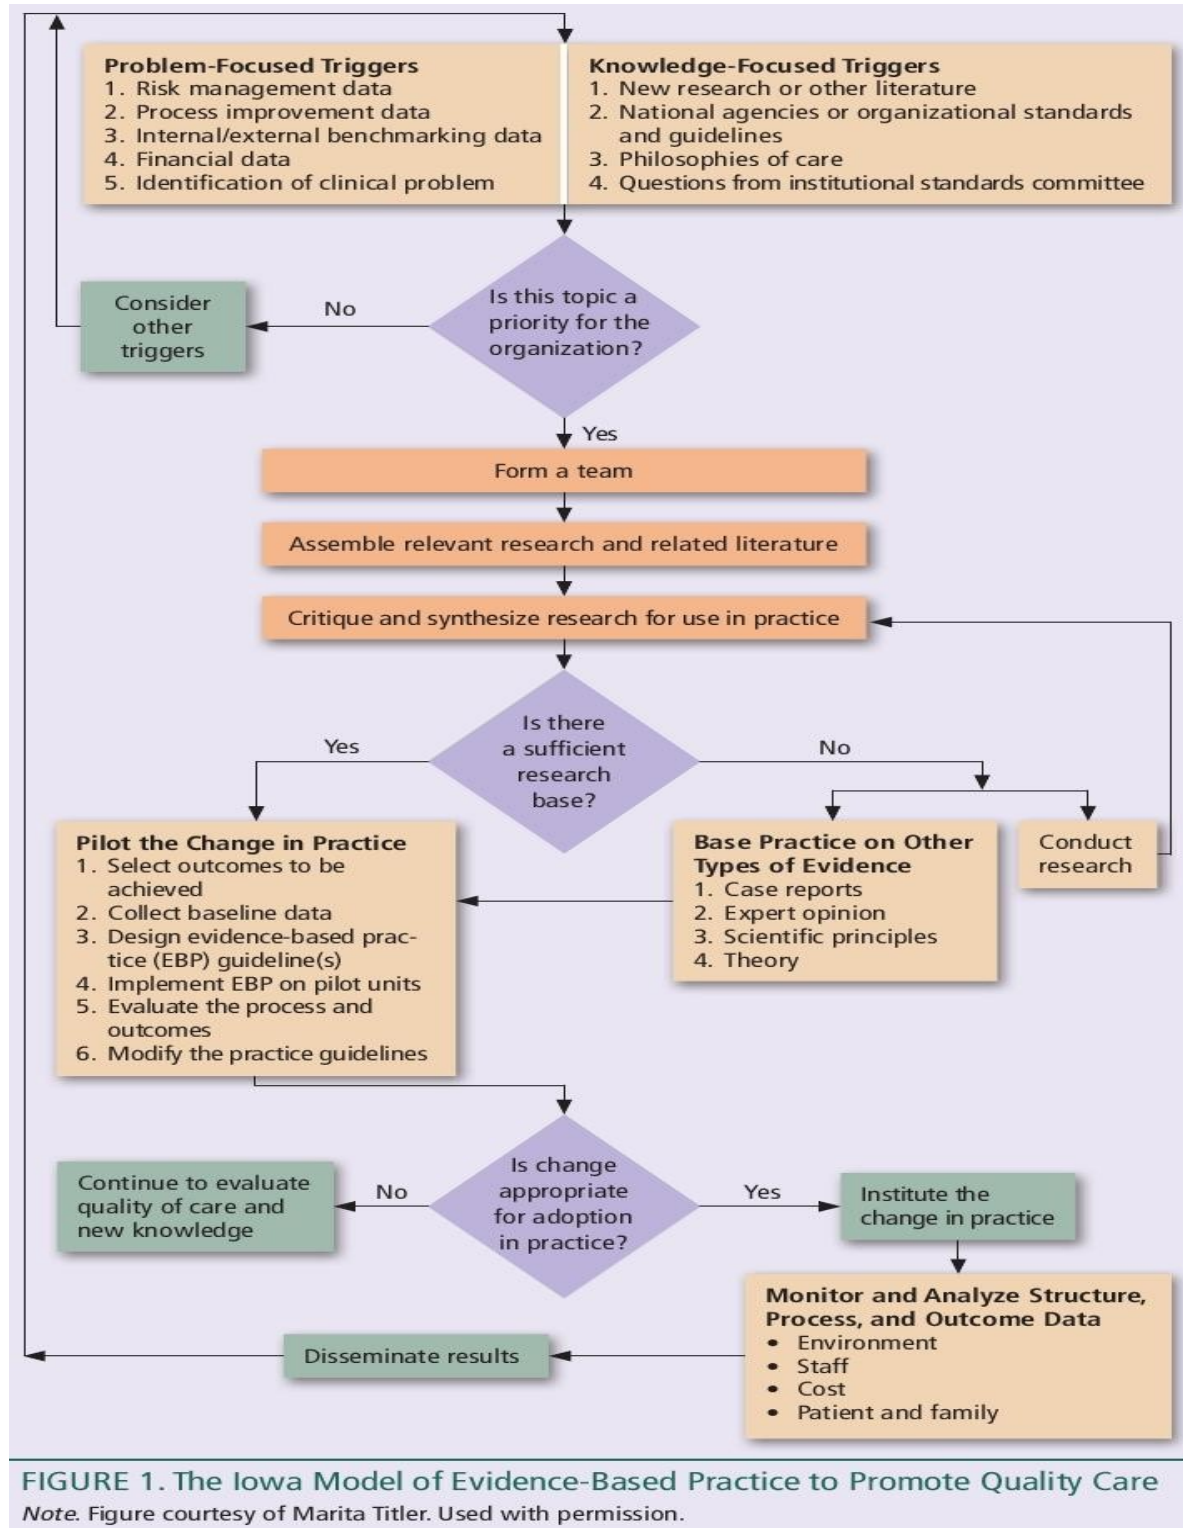 Problem-Focused Triggers
1. Risk management data
2. Process improvement data
3. Internal/external benchmarking data
4. Financial data
5. Identification of clinical problem
Knowledge-Focused Triggers
1. New research or other literature
2. National agencies or organizational standards
and guidelines
3. Philosophies of care
4. Questions from institutional standards committee
Is this topic a
priority for the
organization?
No
Consider
other
triggers
Yes
Form a team
Assemble relevant research and related literature
Critique and synthesize research for use in practice
Is there
a sufficient
research
base?
Yes
No
Pilot the Change in Practice
1. Select outcomes to be
achieved
2. Collect baseline data
3. Design evidence-based prac-
tice (EBP) guideline(s)
4. Implement EBP on pilot units
5. Evaluate the process and
outcomes
6. Modify the practice guidelines
Base Practice on Other
Types of Evidence
1. Case reports
2. Expert opinion
3. Scientific principles
4. Theory
Conduct
research
Is change
appropriate
for adoption
in practice?
No
Continue to evaluate
quality of care and
new knowledge
Yes
Institute the
change in practice
Monitor and Analyze Structure,
Process, and Outcome Data
• Environment
• Staff
• Cost
• Patient and family
Disseminate results
FIGURE 1. The Iowa Model of Evidence-Based Practice to Promote Quality Care
Note. Figure courtesy of Marita Titler. Used with permission.